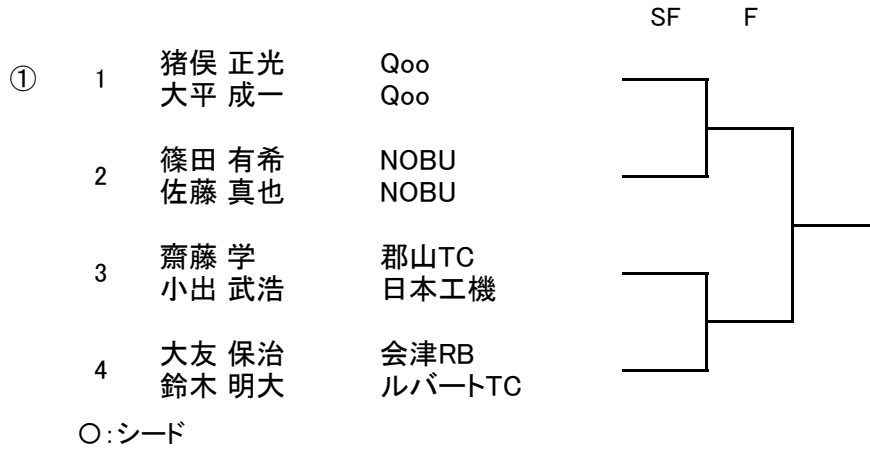 SF F
① 1 猪俣 正光 Qoo
大平 成一 Qoo
2 篠田 有希 NOBU
佐藤 真也 NOBU
3 齋藤 学 郡山TC
小出 武浩 日本工機
4 大友 保治 会津RB
鈴木 明大 ルバートTC
○:シード